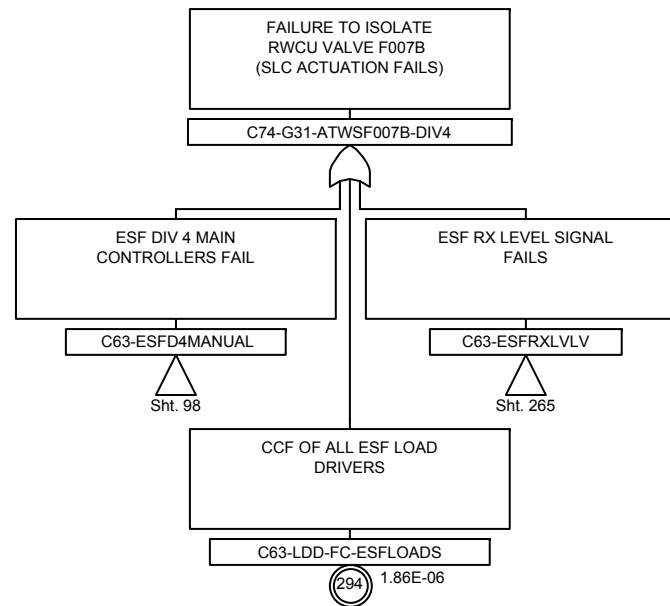 FAILURE TO ISOLATE
RWCU VALVE F007B
(SLC ACTUATION FAILS)
C74-G31-ATWSF007B-DIV4
ESF DIV 4 MAIN
CONTROLLERS FAIL
C63-ESFD4MANUAL
Sht. 98
ESF RX LEVEL SIGNAL
FAILS
C63-ESFRXLVLV
Sht. 265
CCF OF ALL ESF LOAD
DRIVERS
C63-LDD-FC-ESFLOADS
294 1.86E-06